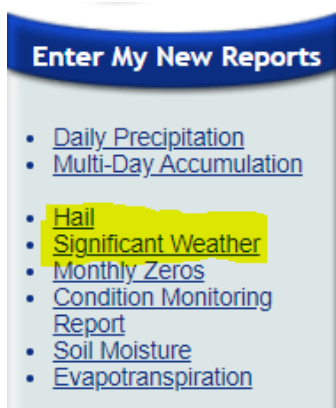 Enter My New Reports
Daily Precipitation
Multi-Day Accumulation
Hail
Significant Weather
Monthly Zeros
Condition Monitoring
Report
Soil Moisture
Evapotranspiration